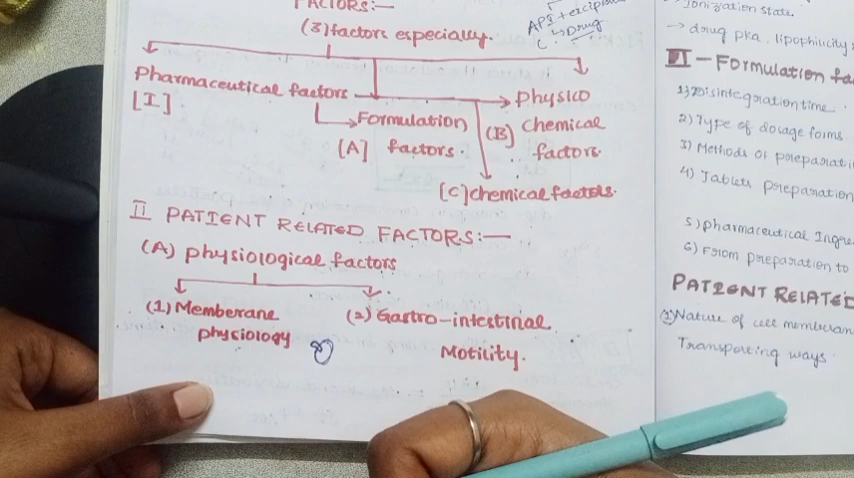 FACTORS:—
(3) factors especially.
API + excipient
↳ Drug
Pharmaceutical factors
[I]
→ physico
Chemical
factors.
(B)
→ Formulation
factors.
[A]
[C] chemical factors.
II PATIENT RELATED FACTORS:—
(A) physiological factors
(1) Memberane
physiology
(2) Gastro-intestinal
Motility.
Ionization state.
→ drug pka, lipophilicity
II - Formulation fa
1) Disintegration time.
2) Type of dosage forms
3) Methods of preparati
4) Tablets preparation
5) pharmaceutical Ingre
6) From preparation to
PATIENT RELATED
Nature of cell membran
Transporting ways